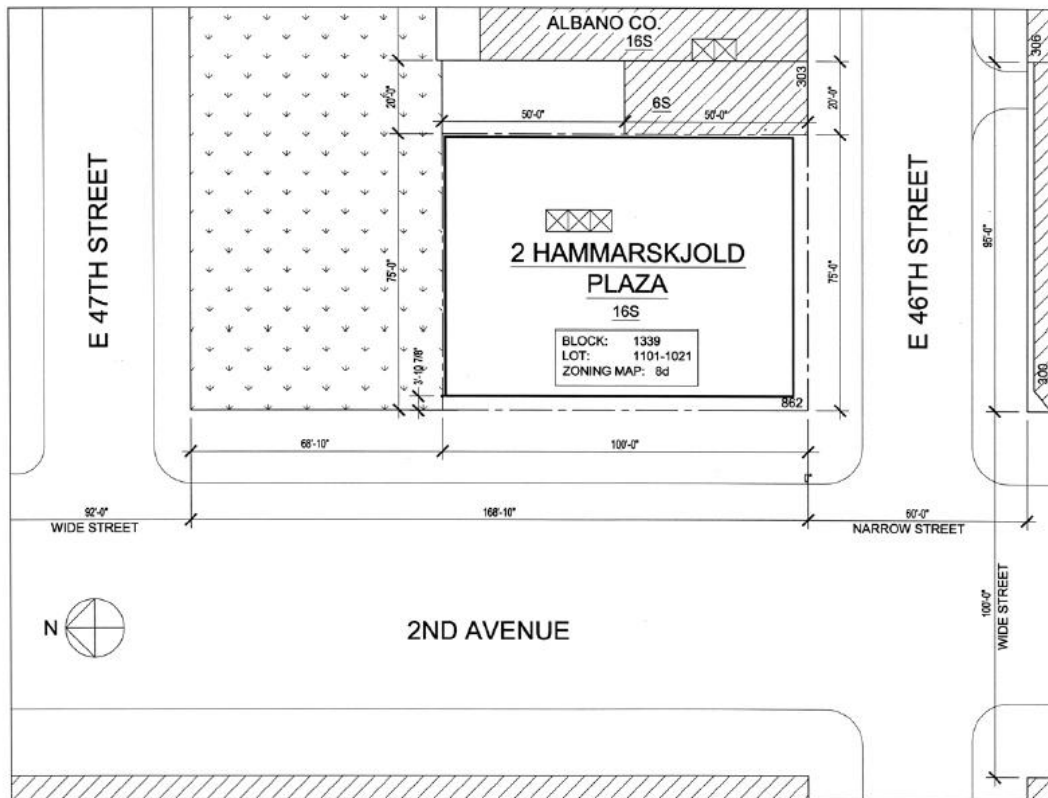 ALBANO CO.
16S
306
303
20'-0"
6S
20'-0"
50'-0"
50'-0"
E 47TH STREET
2 HAMMARSKJOLD
PLAZA
16S
BLOCK: 1339
LOT: 1101-1021
ZONING MAP: 8d
75'-0"
75'-0"
E 46TH STREET
95'-0"
300
3'-10 7/8"
862
68'-10"
100'-0"
92'-0"
WIDE STREET
168'-10"
60'-0"
NARROW STREET
N
2ND AVENUE
100'-0"
WIDE STREET